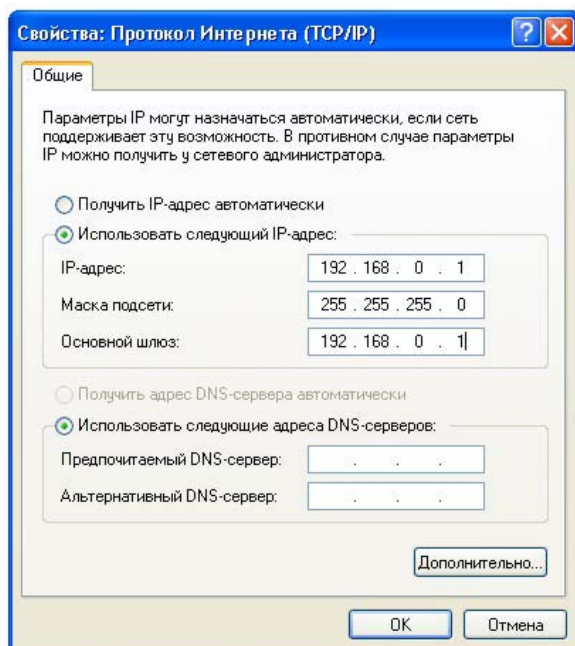 Свойства: Протокол Интернета (TCP/IP)
?
X
Общие
Параметры IP могут назначаться автоматически, если сеть
поддерживает эту возможность. В противном случае параметры
IP можно получить у сетевого администратора.
Получить IP-адрес автоматически
Использовать следующий IP-адрес:
IP-адрес: 192 . 168 . 0 . 1
Маска подсети: 255 . 255 . 255 . 0
Основной шлюз: 192 . 168 . 0 . 1
Получить адрес DNS-сервера автоматически
Использовать следующие адреса DNS-серверов:
Предпочитаемый DNS-сервер: . . .
Альтернативный DNS-сервер: . . .
Дополнительно...
OK Отмена